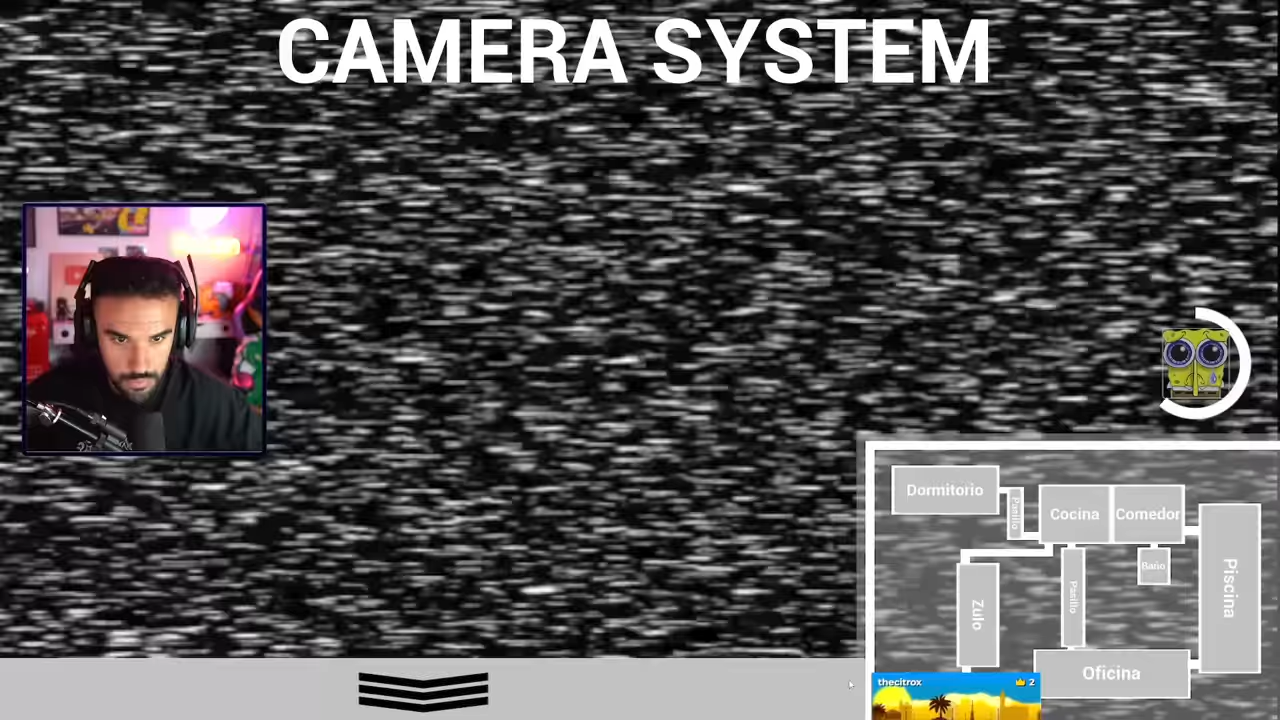 CAMERA SYSTEM
Dormitorio
Pasillo
Cocina
Comedor
Baño
Piscina
Zulo
Pasillo
Oficina
thecitrox
2